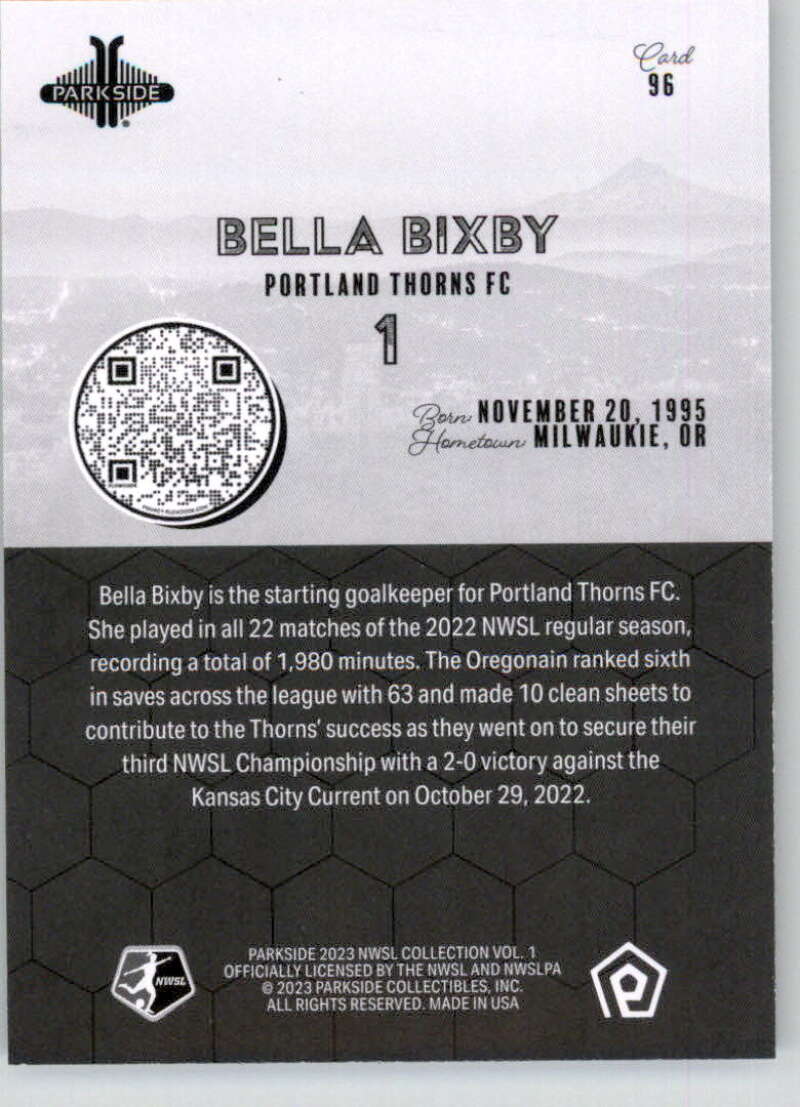 PARKSIDE
Card
96
BELLA BIXBY
PORTLAND THORNS FC
1
Born NOVEMBER 20, 1995
Hometown MILWAUKIE, OR
Bella Bixby is the starting goalkeeper for Portland Thorns FC.
She played in all 22 matches of the 2022 NWSL regular season,
recording a total of 1,980 minutes. The Oregonain ranked sixth
in saves across the league with 63 and made 10 clean sheets to
contribute to the Thorns' success as they went on to secure their
third NWSL Championship with a 2-0 victory against the
Kansas City Current on October 29, 2022.
NWSL
PARKSIDE 2023 NWSL COLLECTION VOL. 1
OFFICIALLY LICENSED BY THE NWSL AND NWSLPA
© 2023 PARKSIDE COLLECTIBLES, INC.
ALL RIGHTS RESERVED. MADE IN USA